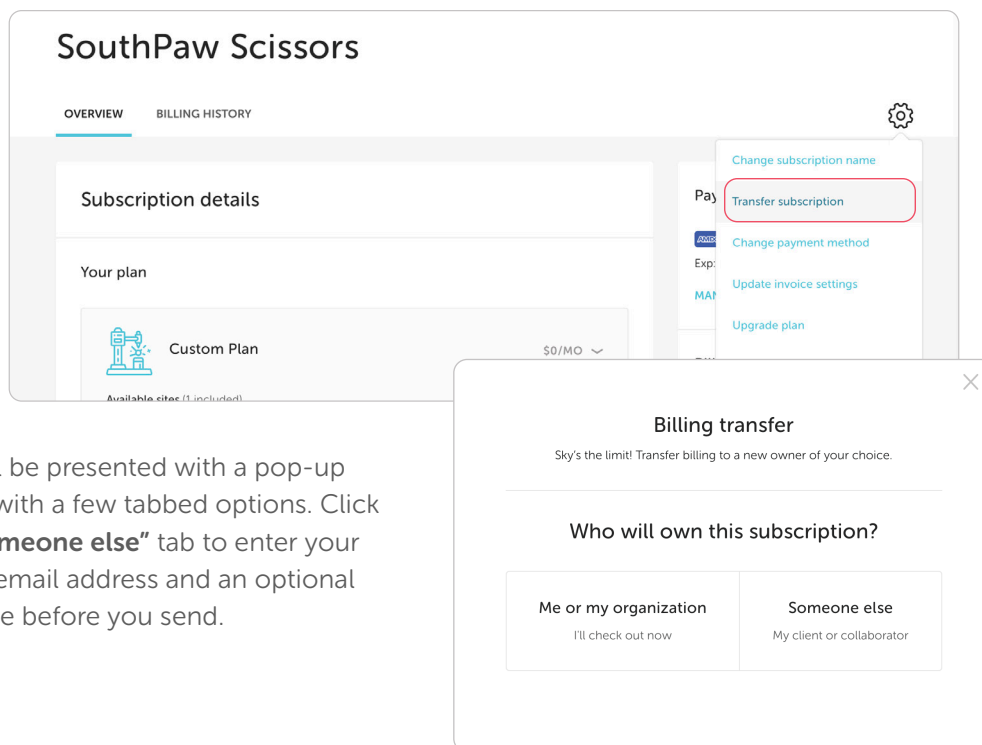 SouthPaw Scissors
OVERVIEW BILLING HISTORY
Change subscription name
Transfer subscription
Change payment method
Update invoice settings
Upgrade plan
Subscription details
Your plan
Custom Plan $0/MO
Available sites (1 included)
Pay
Exp:
MAN
be presented with a pop-up
with a few tabbed options. Click
meone else” tab to enter your
email address and an optional
e before you send.
Billing transfer
Sky's the limit! Transfer billing to a new owner of your choice.
Who will own this subscription?
Me or my organization
I'll check out now
Someone else
My client or collaborator